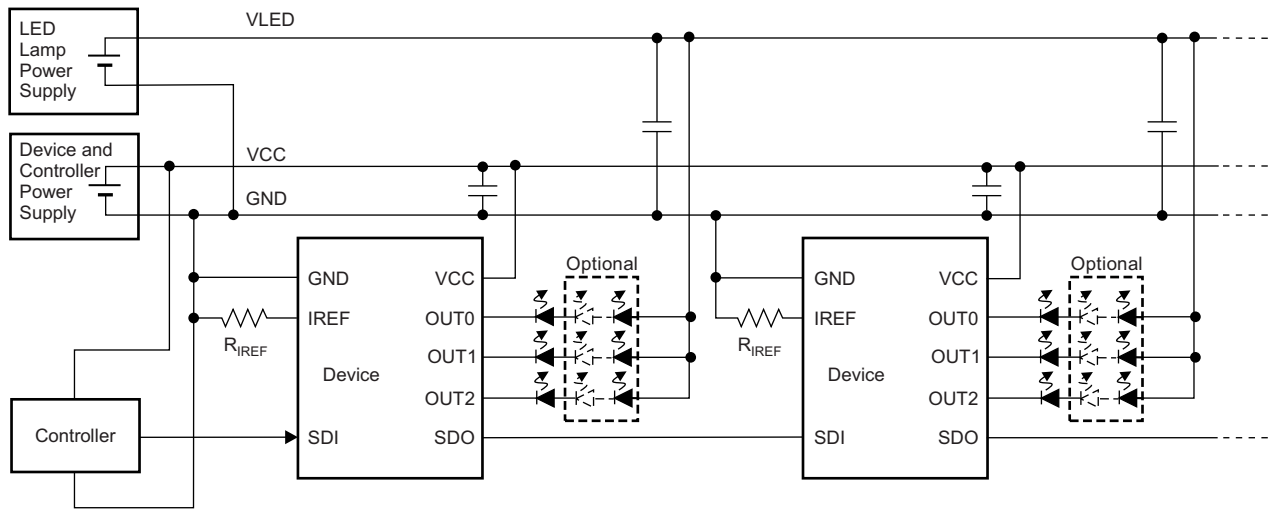 LED
Lamp
Power
Supply
VLED
Device and
Controller
Power
Supply
VCC
GND
GND
VCC
IREF
OUT0
OUT1
Device
OUT2
SDI
SDO
R_IREF
Optional
GND
VCC
IREF
OUT0
OUT1
Device
OUT2
SDI
SDO
R_IREF
Optional
Controller